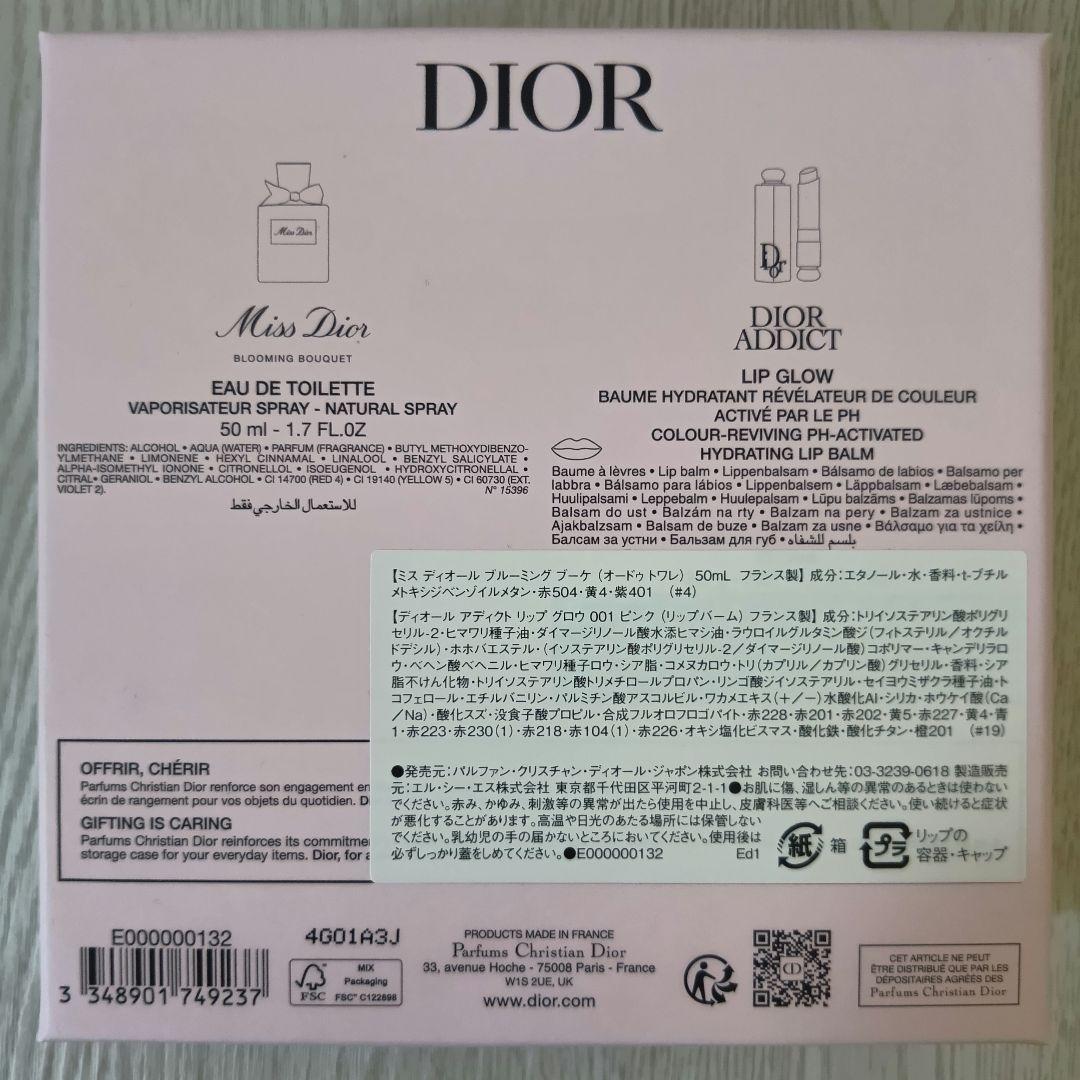 DIOR
Miss Dior
Miss Dior
BLOOMING BOUQUET
EAU DE TOILETTE
VAPORISATEUR SPRAY - NATURAL SPRAY
50 ml - 1.7 FL.OZ
INGREDIENTS: ALCOHOL • AQUA (WATER) • PARFUM (FRAGRANCE) • BUTYL METHOXYDIBENZO-
YLMETHANE • LIMONENE • HEXYL CINNAMAL • LINALOOL • BENZYL SALICYLATE •
ALPHA-ISOMETHYL IONONE • CITRONELLOL • ISOEUGENOL • HYDROXYCITRONELLAL •
CITRAL• GERANIOL • BENZYL ALCOHOL • CI 14700 (RED 4) • CI 19140 (YELLOW 5) • CI 60730 (EXT.
VIOLET 2). N° 15396
للاستعمال الخارجي فقط
Dior
DIOR
ADDICT
LIP GLOW
BAUME HYDRATANT RÉVÉLATEUR DE COULEUR
ACTIVÉ PAR LE PH
COLOUR-REVIVING PH-ACTIVATED
HYDRATING LIP BALM
Baume à lèvres • Lip balm • Lippenbalsam • Bálsamo de labios • Balsamo per
labbra • Bálsamo para lábios • Lippenbalsem • Läppbalsam • Læbebalsam •
Huulipalsami • Leppebalm • Huulepalsam • Lūpu balzāms • Balzamas lūpoms •
Balsam do ust • Balzám na rty • Balzam na pery • Balzam za ustnice •
Ajakbalzsam • Balsam de buze • Balzam za usne • Βάλσαμο για τα χείλη •
Балсам за устни • Бальзам для губ • بلسم للشفاه
【ミス ディオール ブルーミング ブーケ (オードゥ トワレ) 50mL フランス製】 成分:エタノール・水・香料・t-ブチル
メトキシジベンゾイルメタン・赤504・黄4・紫401 (#4)
【ディオール アディクト リップ グロウ 001 ピンク (リップバーム) フランス製】 成分:トリイソステアリン酸ポリグリ
セリル-2・ヒマワリ種子油・ダイマージリノール酸水添ヒマシ油・ラウロイルグルタミン酸ジ(フィトステリル/オクチル
ドデシル)・ホホバエステル・(イソステアリン酸ポリグリセリル-2/ダイマージリノール酸)コポリマー・キャンデリラロ
ウ・ベヘン酸ベヘニル・ヒマワリ種子ロウ・シア脂・コメヌカロウ・トリ(カプリル/カプリン酸)グリセリル・香料・シア
脂不けん化物・トリイソステアリン酸トリメチロールプロパン・リンゴ酸ジイソステアリル・セイヨウミザクラ種子油・ト
コフェロール・エチルバニリン・パルミチン酸アスコルビル・ワカメエキス(+/-)水酸化Al・シリカ・ホウケイ酸(Ca
/Na)・酸化スズ・没食子酸プロピル・合成フルオロフロゴパイト・赤228・赤201・赤202・黄5・赤227・黄4・青
1・赤223・赤230(1)・赤218・赤104(1)・赤226・オキシ塩化ビスマス・酸化鉄・酸化チタン・橙201 (#19)
●発売元:パルファン・クリスチャン・ディオール・ジャポン株式会社 お問い合わせ先:03-3239-0618 製造販売
元:エル・シー・エス株式会社 東京都千代田区平河町2-1-1●お肌に傷、湿しん等の異常のあるときは使わない
でください。赤み、かゆみ、刺激等の異常が出たら使用を中止し、皮膚科医等へご相談ください。使い続けると症状
が悪化することがあります。高温や日光のあたる場所には保管しない
でください。乳幼児の手の届かないところにおいてください。使用後は
必ずしっかり蓋をしめてください。●E000000132 Ed1
紙 箱
プラ リップの
容器・キャップ
OFFRIR, CHÉRIR
Parfums Christian Dior renforce son engagement en
écrin de rangement pour vos objets du quotidien. D
GIFTING IS CARING
Parfums Christian Dior reinforces its commitme
storage case for your everyday items. Dior, for a
E000000132
3 348901 749237
4G01A3J
FSC
MIX
Packaging
FSC® C122898
PRODUCTS MADE IN FRANCE
Parfums Christian Dior
33, avenue Hoche - 75008 Paris - France
W1S 2UE, UK
www.dior.com
CD
CET ARTICLE NE PEUT
ÊTRE DISTRIBUÉ QUE PAR LES
DÉPOSITAIRES AGRÉÉS DES
Parfums Christian Dior